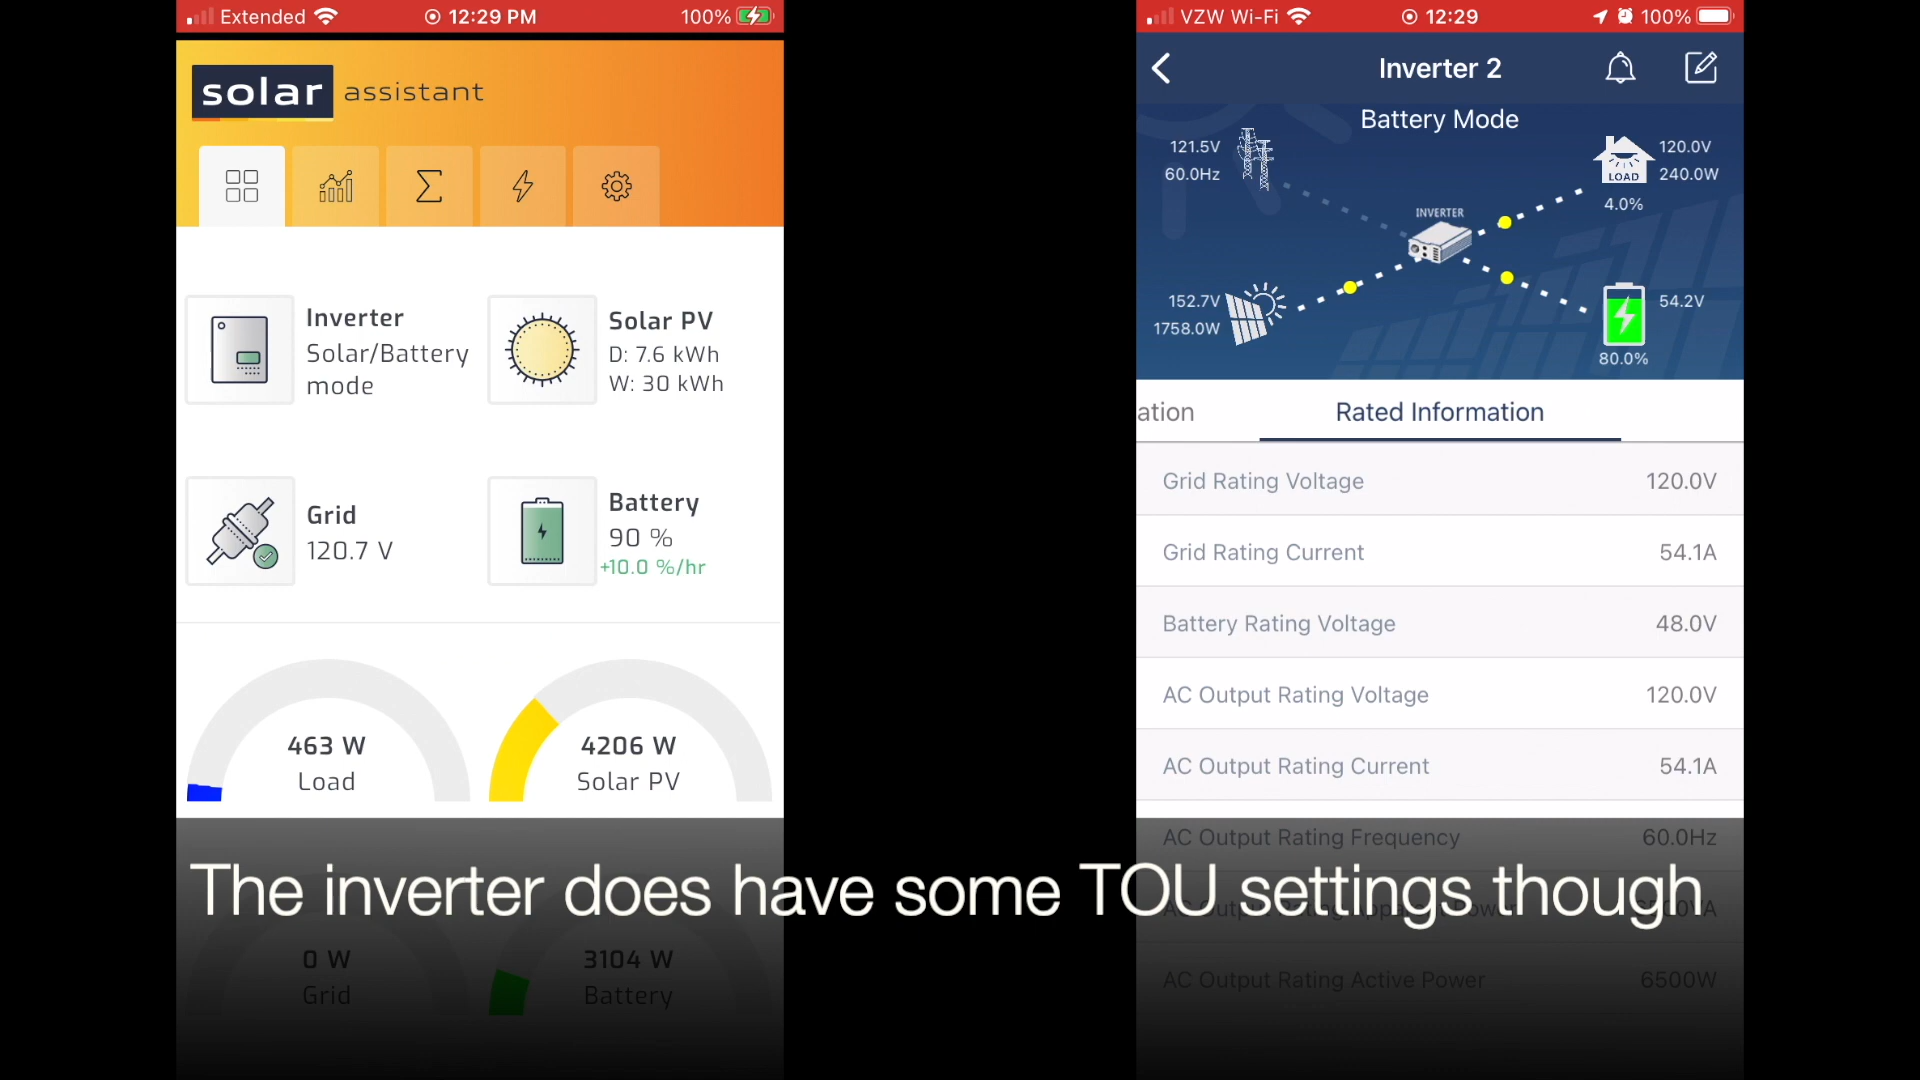 Extended
12:29 PM
100%
solar assistant
Inverter
Solar/Battery
mode
Solar PV
D: 7.6 kWh
W: 30 kWh
Grid
120.7 V
Battery
90 %
+10.0 %/hr
463 W
Load
4206 W
Solar PV
0 W
Grid
3104 W
Battery
VZW Wi-Fi
12:29
100%
Inverter 2
Battery Mode
121.5V
60.0Hz
LOAD
120.0V
240.0W
4.0%
INVERTER
152.7V
1758.0W
54.2V
80.0%
ation
Rated Information
Grid Rating Voltage 120.0V
Grid Rating Current 54.1A
Battery Rating Voltage 48.0V
AC Output Rating Voltage 120.0V
AC Output Rating Current 54.1A
AC Output Rating Frequency 60.0Hz
AC Output Rating Active Power 6500W
The inverter does have some TOU settings though